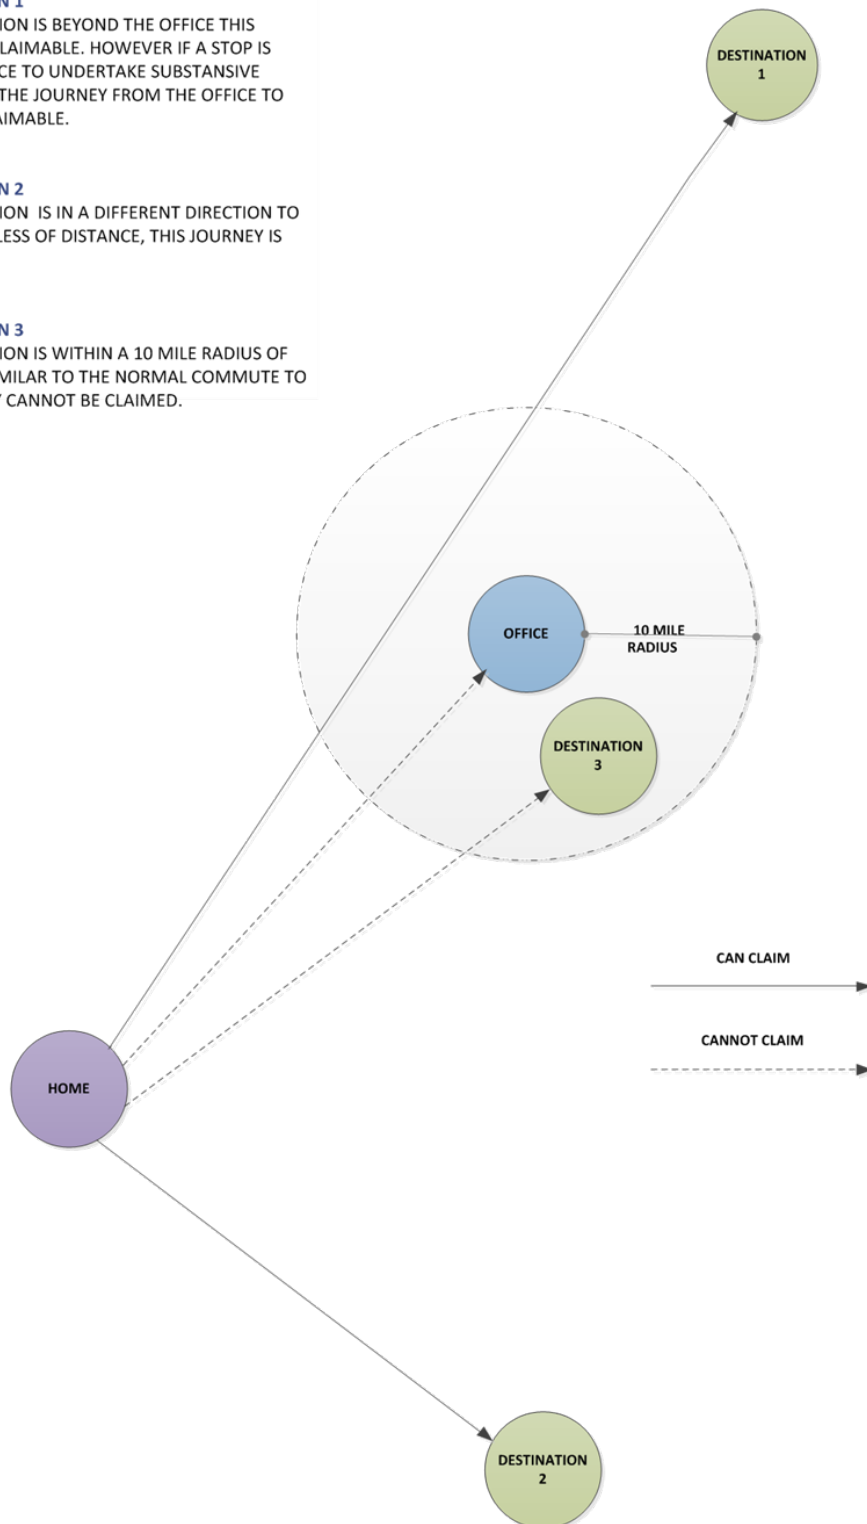 N 1
ION IS BEYOND THE OFFICE THIS
LAIMABLE. HOWEVER IF A STOP IS
CE TO UNDERTAKE SUBSTANSIVE
THE JOURNEY FROM THE OFFICE TO
AIMABLE.
N 2
ION IS IN A DIFFERENT DIRECTION TO
LESS OF DISTANCE, THIS JOURNEY IS
N 3
ION IS WITHIN A 10 MILE RADIUS OF
MILAR TO THE NORMAL COMMUTE TO
CANNOT BE CLAIMED.
DESTINATION
1
OFFICE
10 MILE
RADIUS
DESTINATION
3
CAN CLAIM
CANNOT CLAIM
HOME
DESTINATION
2